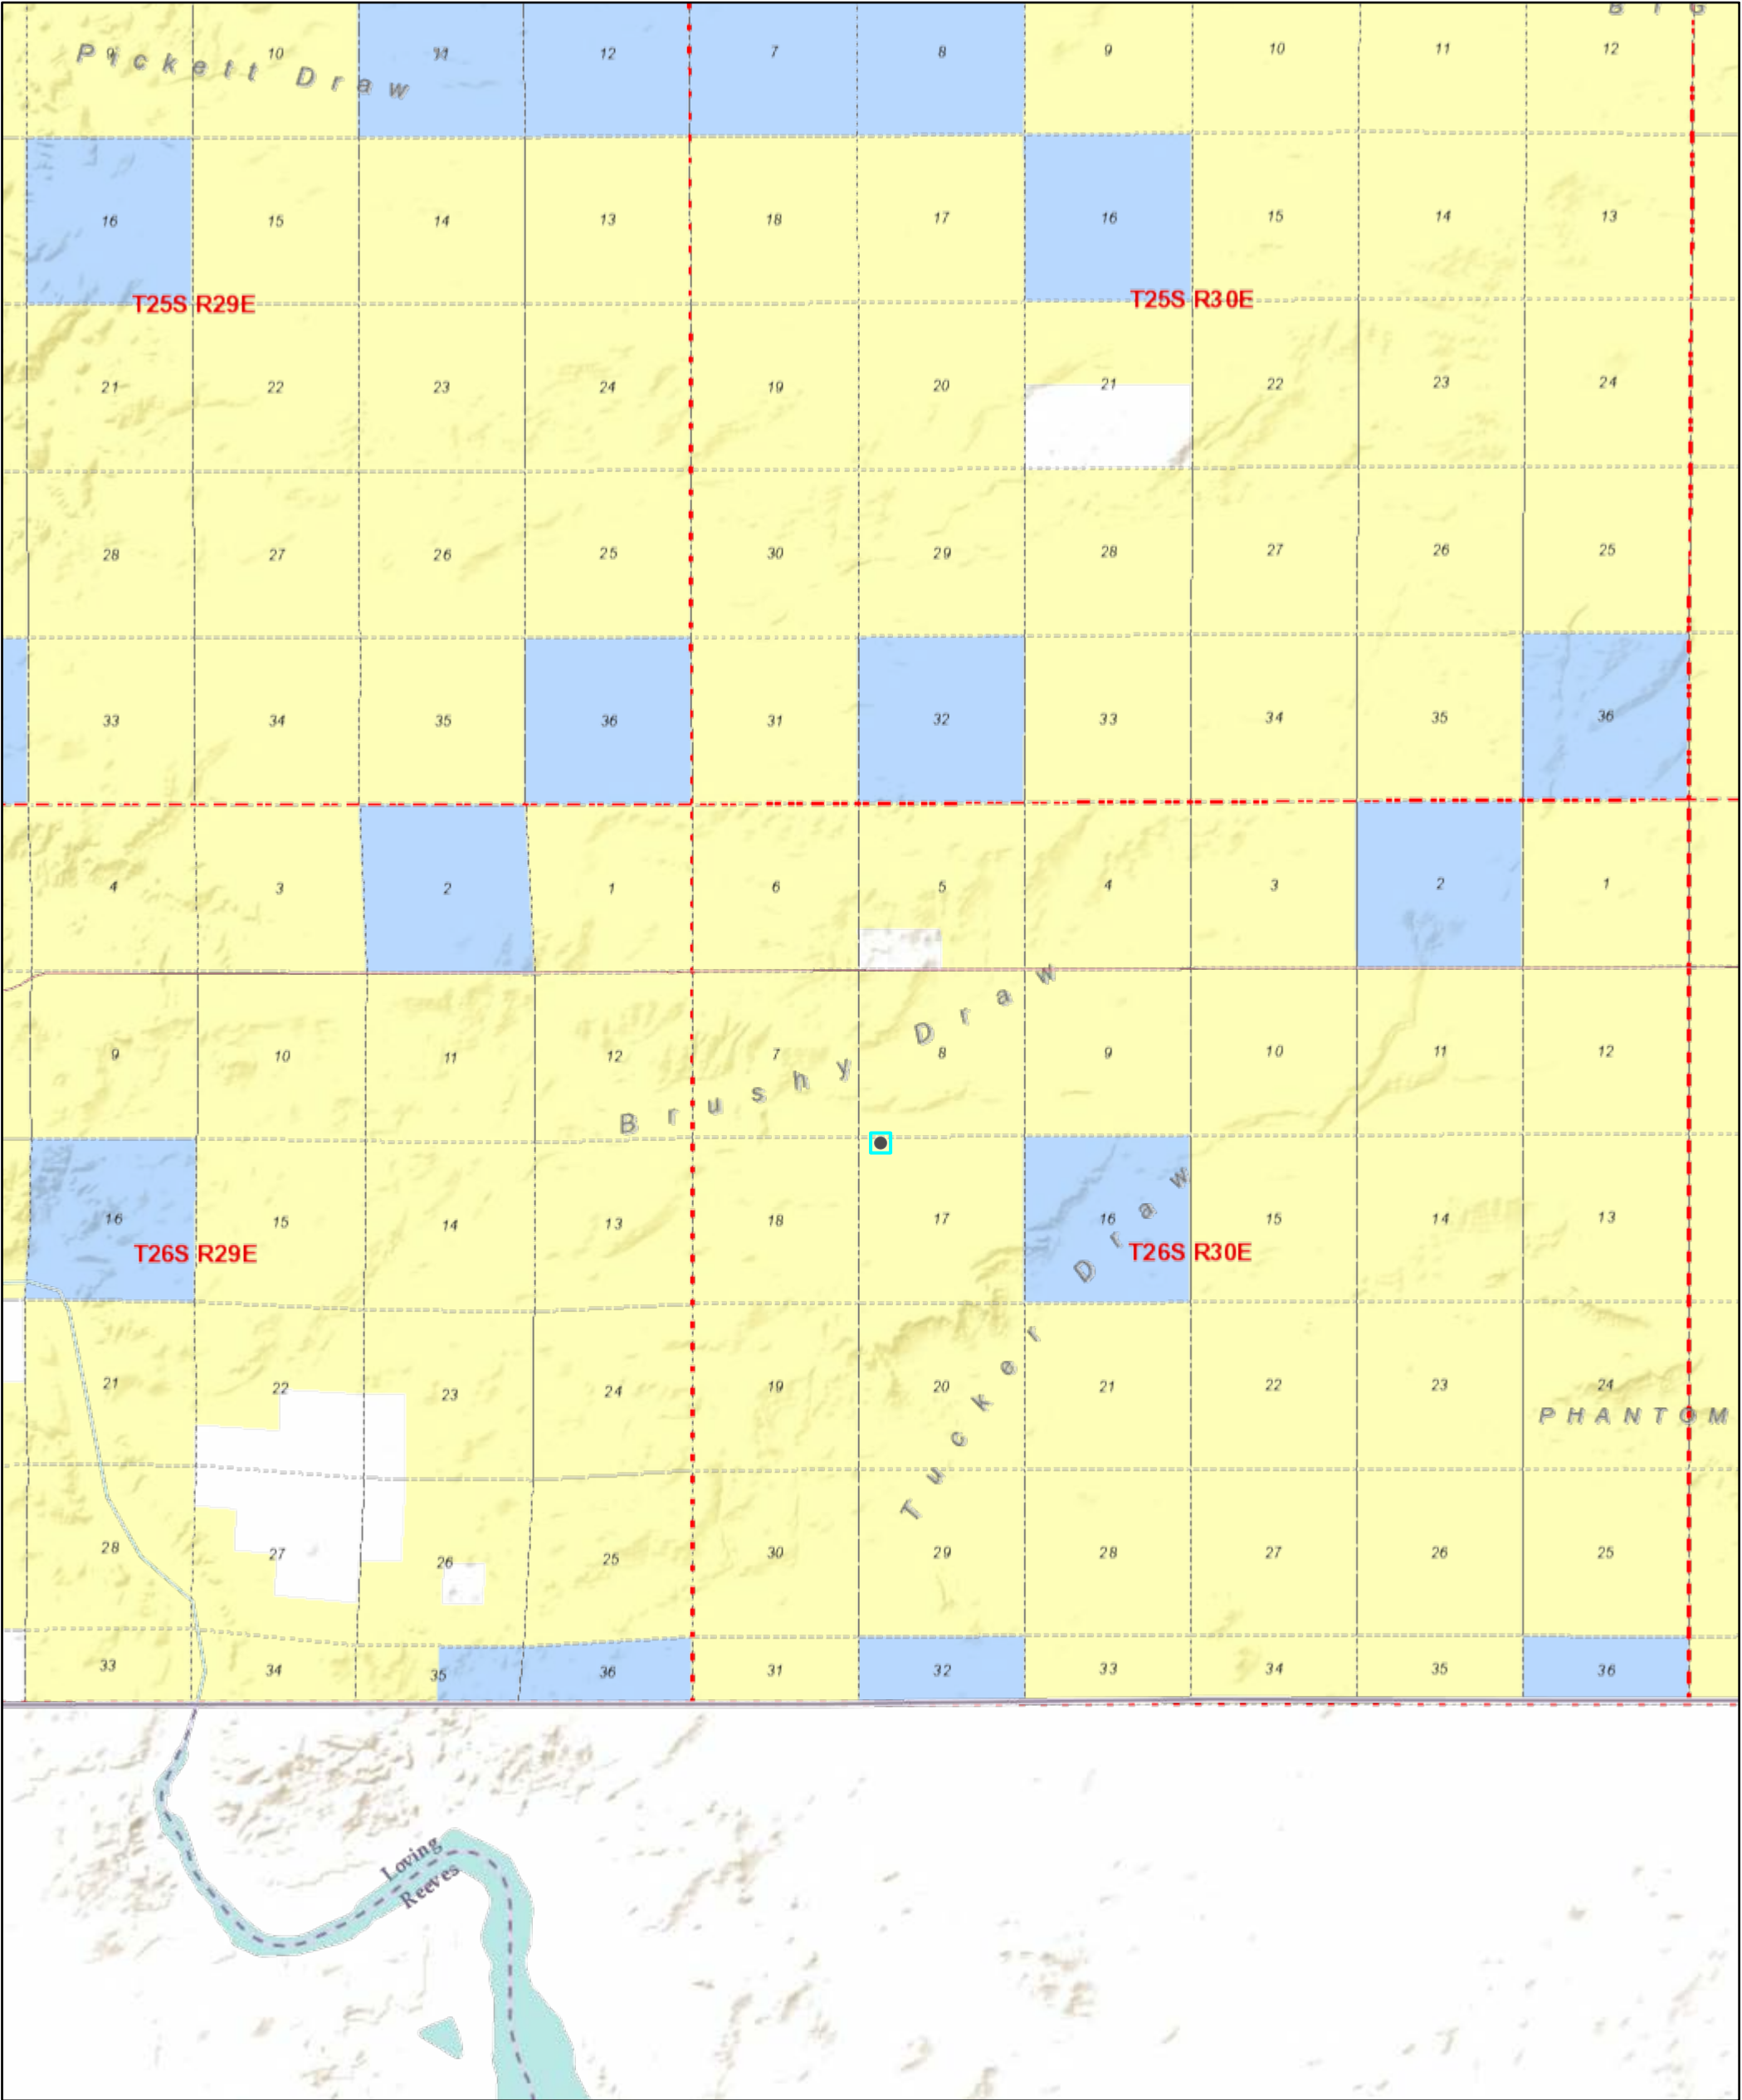 B I G
Pickett Draw
9 10 11 12 7 8 9 10 11 12
16 15 14 13 18 17 16 15 14 13
T25S R29E T25S R30E
21 22 23 24 19 20 21 22 23 24
28 27 26 25 30 29 28 27 26 25
33 34 35 36 31 32 33 34 35 36
4 3 2 1 6 5 4 3 2 1
Brushy Draw
9 10 11 12 7 8 9 10 11 12
16 15 14 13 18 17 16 15 14 13
T26S R29E T26S R30E
Tucker Draw
21 22 23 24 19 20 21 22 23 24
PHANTOM
28 27 26 25 30 29 28 27 26 25
33 34 35 36 31 32 33 34 35 36
Loving
Reeves